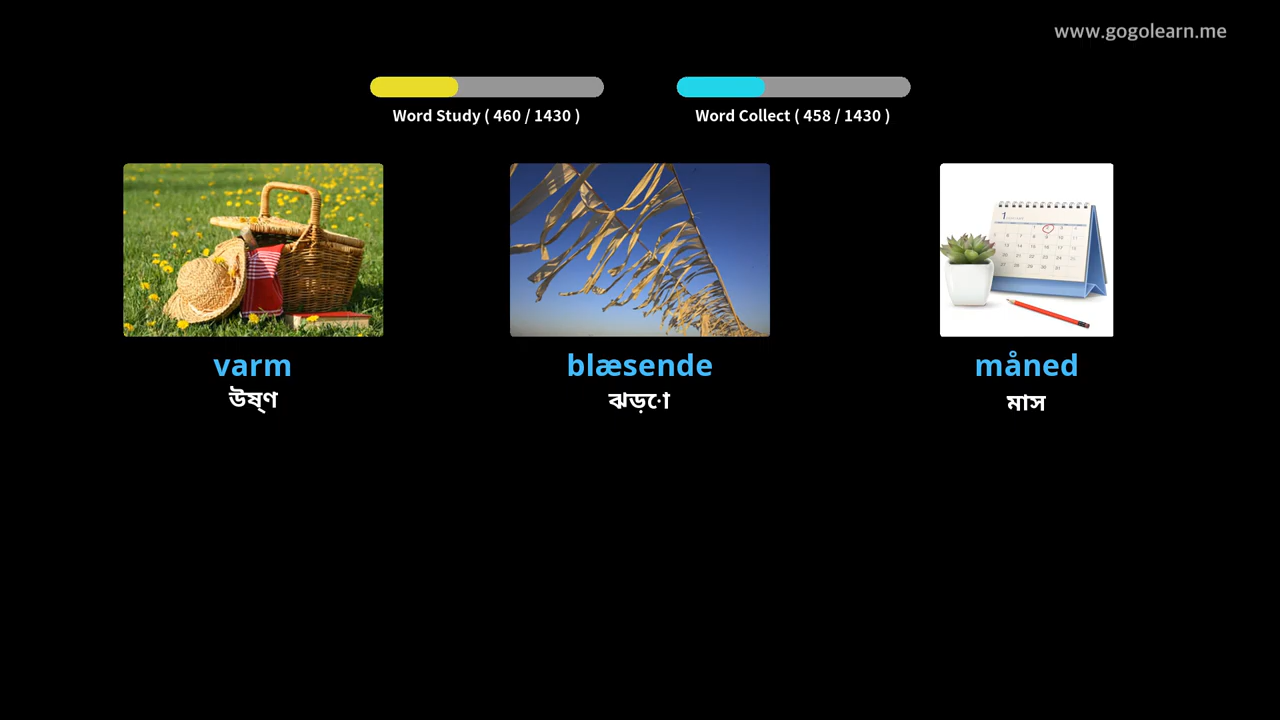 www.gogolearn.me
Word Study ( 460 / 1430 )
Word Collect ( 458 / 1430 )
varm
blæsende
måned
উষ্ণ
ঝড়ো
মাস